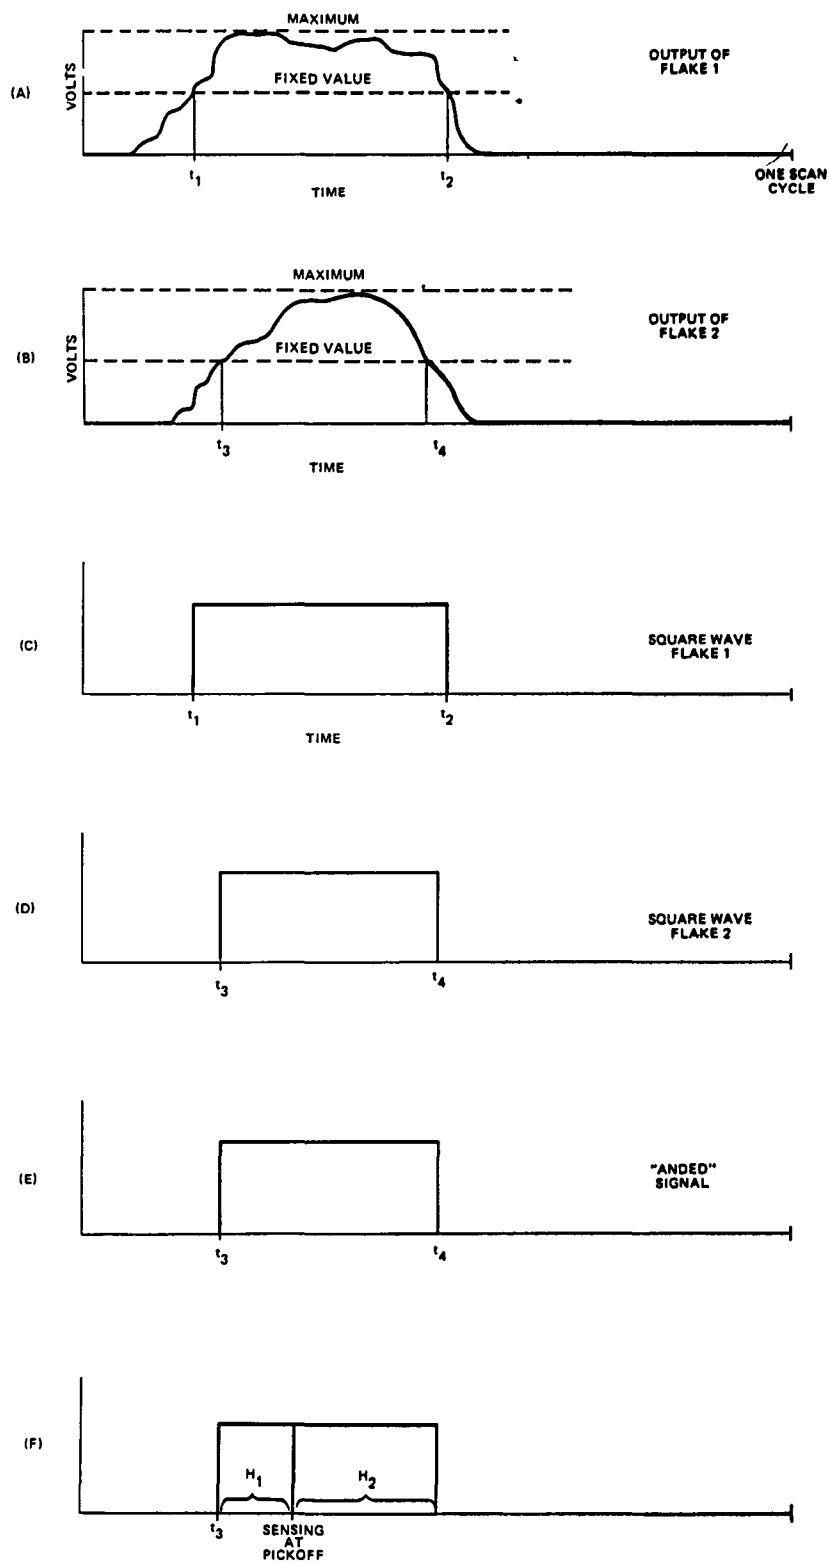 MAXIMUM
OUTPUT OF
FLAKE 1
FIXED VALUE
(A)
VOLTS
t1
t2
ONE SCAN
CYCLE
TIME
MAXIMUM
OUTPUT OF
FLAKE 2
FIXED VALUE
(B)
VOLTS
t3
t4
TIME
(C)
SQUARE WAVE
FLAKE 1
t1
t2
TIME
(D)
SQUARE WAVE
FLAKE 2
t3
t4
(E)
"ANDED"
SIGNAL
t3
t4
(F)
H1
H2
t3
SENSING
AT
PICKOFF